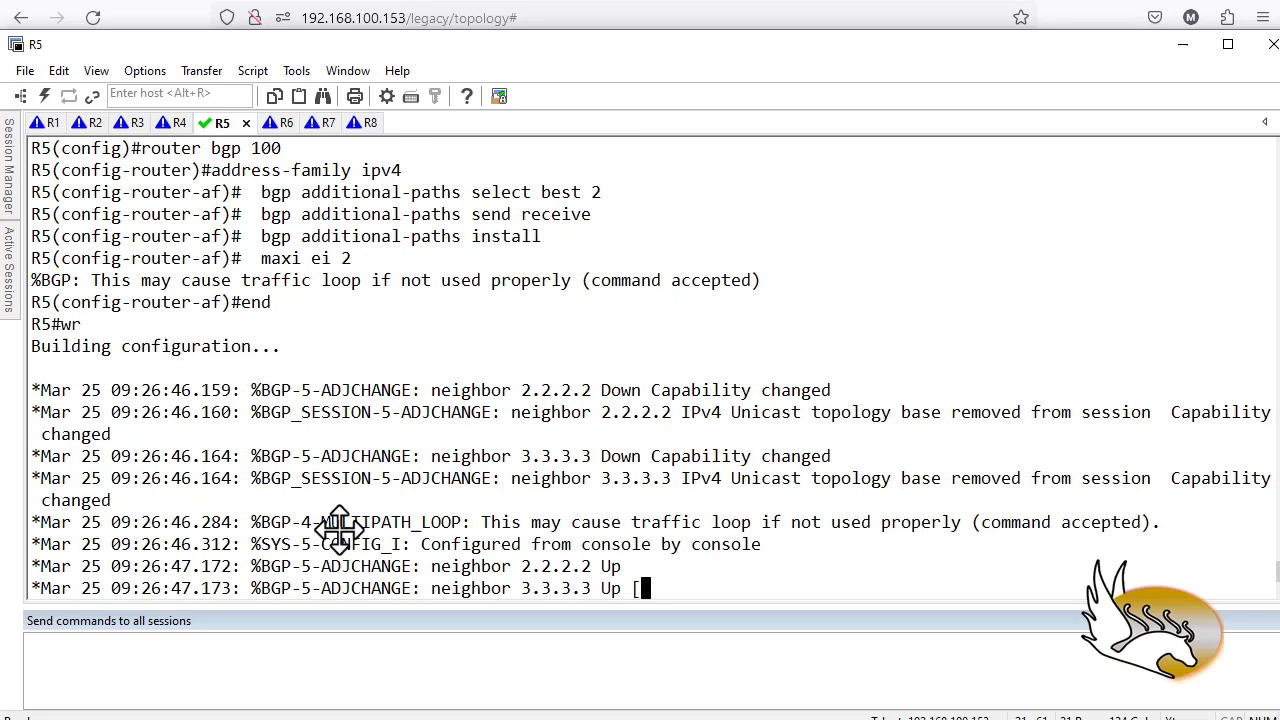 192.168.100.153/legacy/topology#
M
R5
File Edit View Options Transfer Script Tools Window Help
Enter host <Alt+R>
R1 R2 R3 R4 R5 R6 R7 R8
Session Manager
Active Sessions
R5(config)#router bgp 100
R5(config-router)#address-family ipv4
R5(config-router-af)#  bgp additional-paths select best 2
R5(config-router-af)#  bgp additional-paths send receive
R5(config-router-af)#  bgp additional-paths install
R5(config-router-af)#  maxi ei 2
%BGP: This may cause traffic loop if not used properly (command accepted)
R5(config-router-af)#end
R5#wr
Building configuration...
*Mar 25 09:26:46.159: %BGP-5-ADJCHANGE: neighbor 2.2.2.2 Down Capability changed
*Mar 25 09:26:46.160: %BGP_SESSION-5-ADJCHANGE: neighbor 2.2.2.2 IPv4 Unicast topology base removed from session  Capability
changed
*Mar 25 09:26:46.164: %BGP-5-ADJCHANGE: neighbor 3.3.3.3 Down Capability changed
*Mar 25 09:26:46.164: %BGP_SESSION-5-ADJCHANGE: neighbor 3.3.3.3 IPv4 Unicast topology base removed from session  Capability
changed
*Mar 25 09:26:46.284: %BGP-4-MULTIPATH_LOOP: This may cause traffic loop if not used properly (command accepted).
*Mar 25 09:26:46.312: %SYS-5-CONFIG_I: Configured from console by console
*Mar 25 09:26:47.172: %BGP-5-ADJCHANGE: neighbor 2.2.2.2 Up
*Mar 25 09:26:47.173: %BGP-5-ADJCHANGE: neighbor 3.3.3.3 Up [
Send commands to all sessions